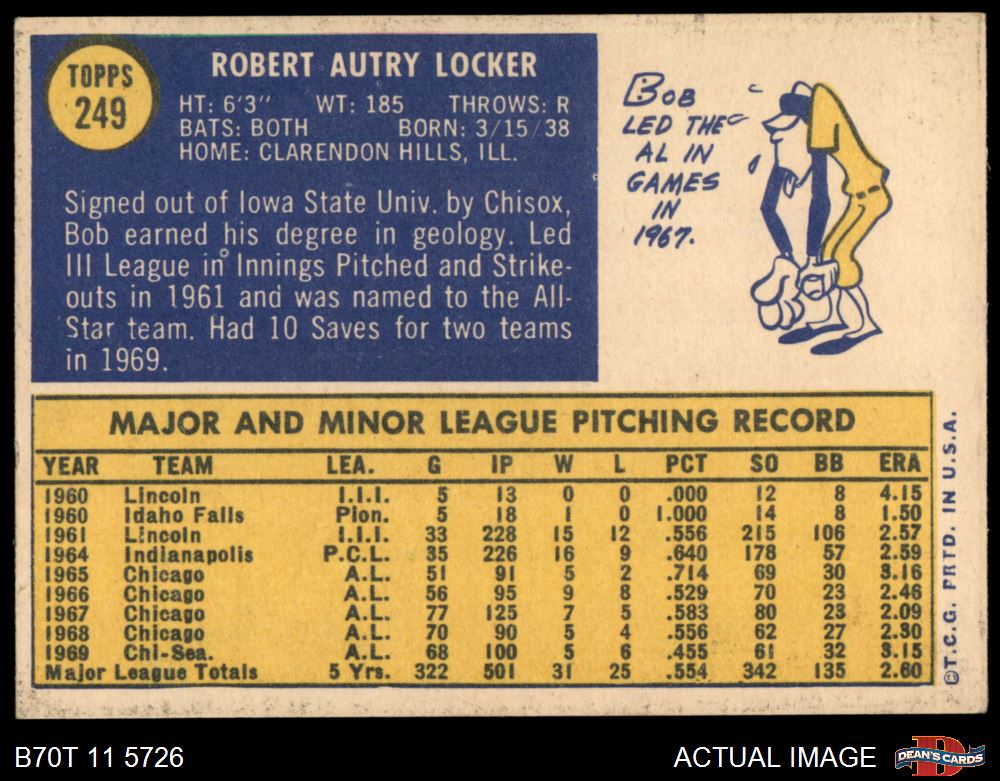 TOPPS
249
ROBERT AUTRY LOCKER
HT: 6'3" WT: 185 THROWS: R
BATS: BOTH BORN: 3/15/38
HOME: CLARENDON HILLS, ILL.
Signed out of Iowa State Univ. by Chisox,
Bob earned his degree in geology. Led
III League in Innings Pitched and Strike-
outs in 1961 and was named to the All-
Star team. Had 10 Saves for two teams
in 1969.
BOB
LED THE
AL IN
GAMES
IN
1967.
MAJOR AND MINOR LEAGUE PITCHING RECORD
YEAR TEAM LEA. G IP W L PCT SO BB ERA
1960 Lincoln I.I.I. 5 13 0 0 .000 12 8 4.15
1960 Idaho Falls Pion. 5 18 1 0 1.000 14 8 1.50
1961 Lincoln I.I.I. 33 228 15 12 .556 215 106 2.57
1964 Indianapolis P.C.L. 35 226 16 9 .640 178 57 2.59
1965 Chicago A.L. 51 91 5 2 .714 69 30 3.16
1966 Chicago A.L. 56 95 9 8 .529 70 23 2.46
1967 Chicago A.L. 77 125 7 5 .583 80 23 2.09
1968 Chicago A.L. 70 90 5 4 .556 62 27 2.30
1969 Chi-Sea. A.L. 68 100 5 6 .455 61 32 3.15
Major League Totals 5 Yrs. 322 501 31 25 .554 342 135 2.60
©T.C.G. PRTD. IN U.S.A.
B70T 11 5726
ACTUAL IMAGE
DEAN'S CARDS